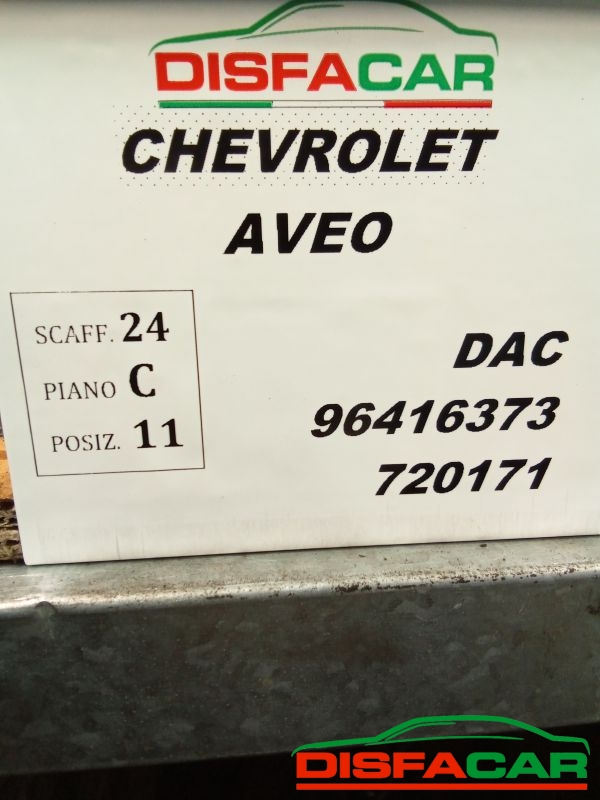 DISFACAR
CHEVROLET
AVEO
SCAFF. 24
PIANO C
POSIZ. 11
DAC
96416373
720171
DISFACAR